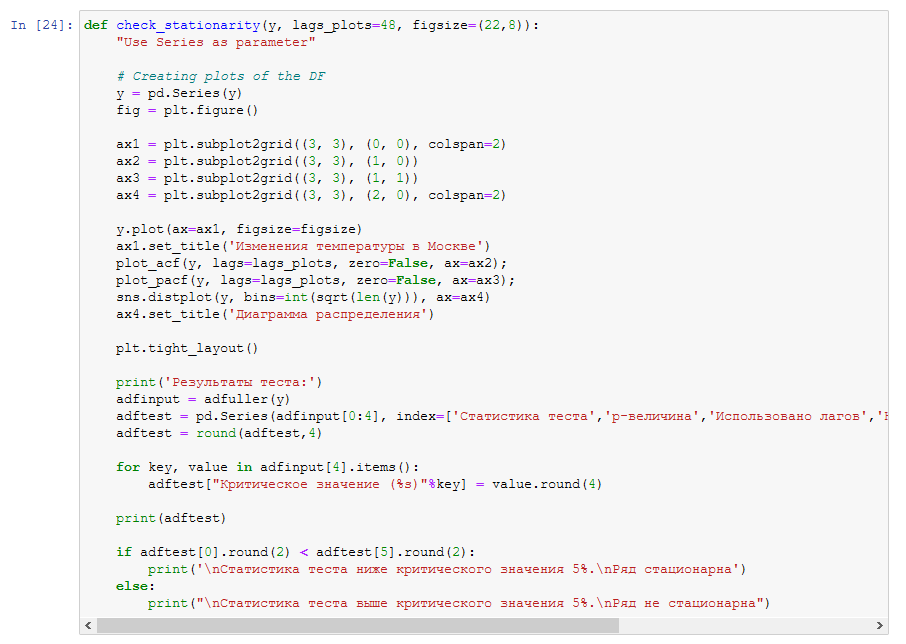 In [24]: def check_stationarity(y, lags_plots=48, figsize=(22,8)):
    "Use Series as parameter"

    # Creating plots of the DF
    y = pd.Series(y)
    fig = plt.figure()

    ax1 = plt.subplot2grid((3, 3), (0, 0), colspan=2)
    ax2 = plt.subplot2grid((3, 3), (1, 0))
    ax3 = plt.subplot2grid((3, 3), (1, 1))
    ax4 = plt.subplot2grid((3, 3), (2, 0), colspan=2)

    y.plot(ax=ax1, figsize=figsize)
    ax1.set_title('Изменения температуры в Москве')
    plot_acf(y, lags=lags_plots, zero=False, ax=ax2);
    plot_pacf(y, lags=lags_plots, zero=False, ax=ax3);
    sns.distplot(y, bins=int(sqrt(len(y))), ax=ax4)
    ax4.set_title('Диаграмма распределения')

    plt.tight_layout()

    print('Результаты теста:')
    adfinput = adfuller(y)
    adftest = pd.Series(adfinput[0:4], index=['Статистика теста','p-величина','Использовано лагов','
    adftest = round(adftest,4)

    for key, value in adfinput[4].items():
        adftest["Критическое значение (%s)"%key] = value.round(4)

    print(adftest)

    if adftest[0].round(2) < adftest[5].round(2):
        print('\nСтатистика теста ниже критического значения 5%.\nРяд стационарна')
    else:
        print("\nСтатистика теста выше критического значения 5%.\nРяд не стационарна")